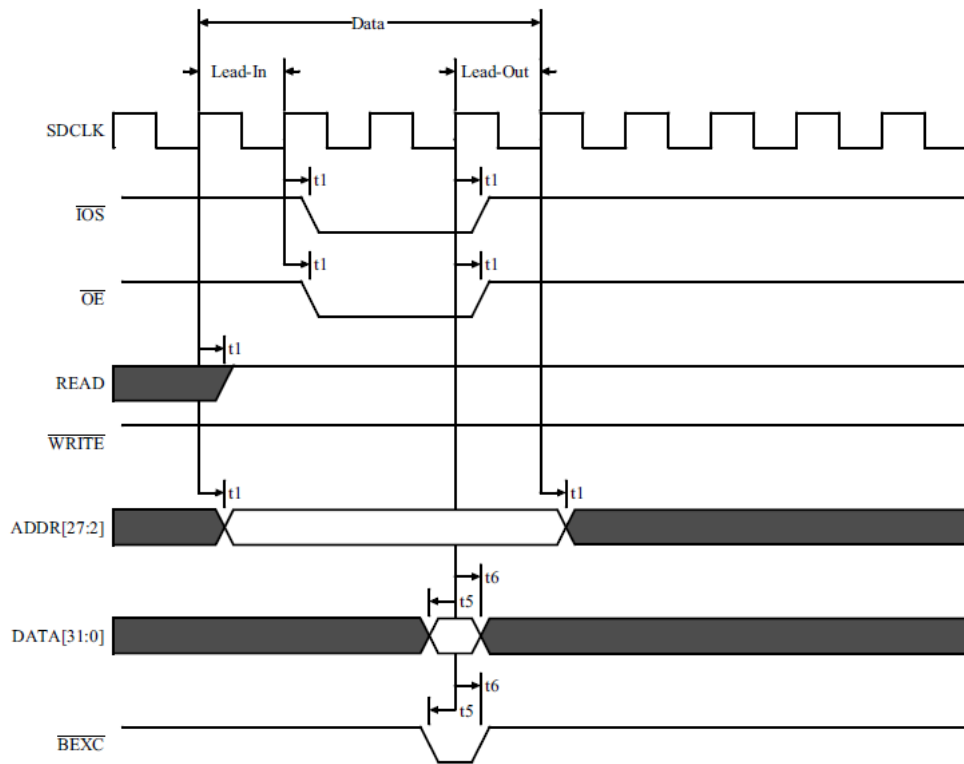 Data
Lead-In
Lead-Out
SDCLK
t1
t1
IOS
t1
t1
OE
t1
READ
WRITE
t1
t1
ADDR[27:2]
t6
t5
DATA[31:0]
t6
t5
BEXC